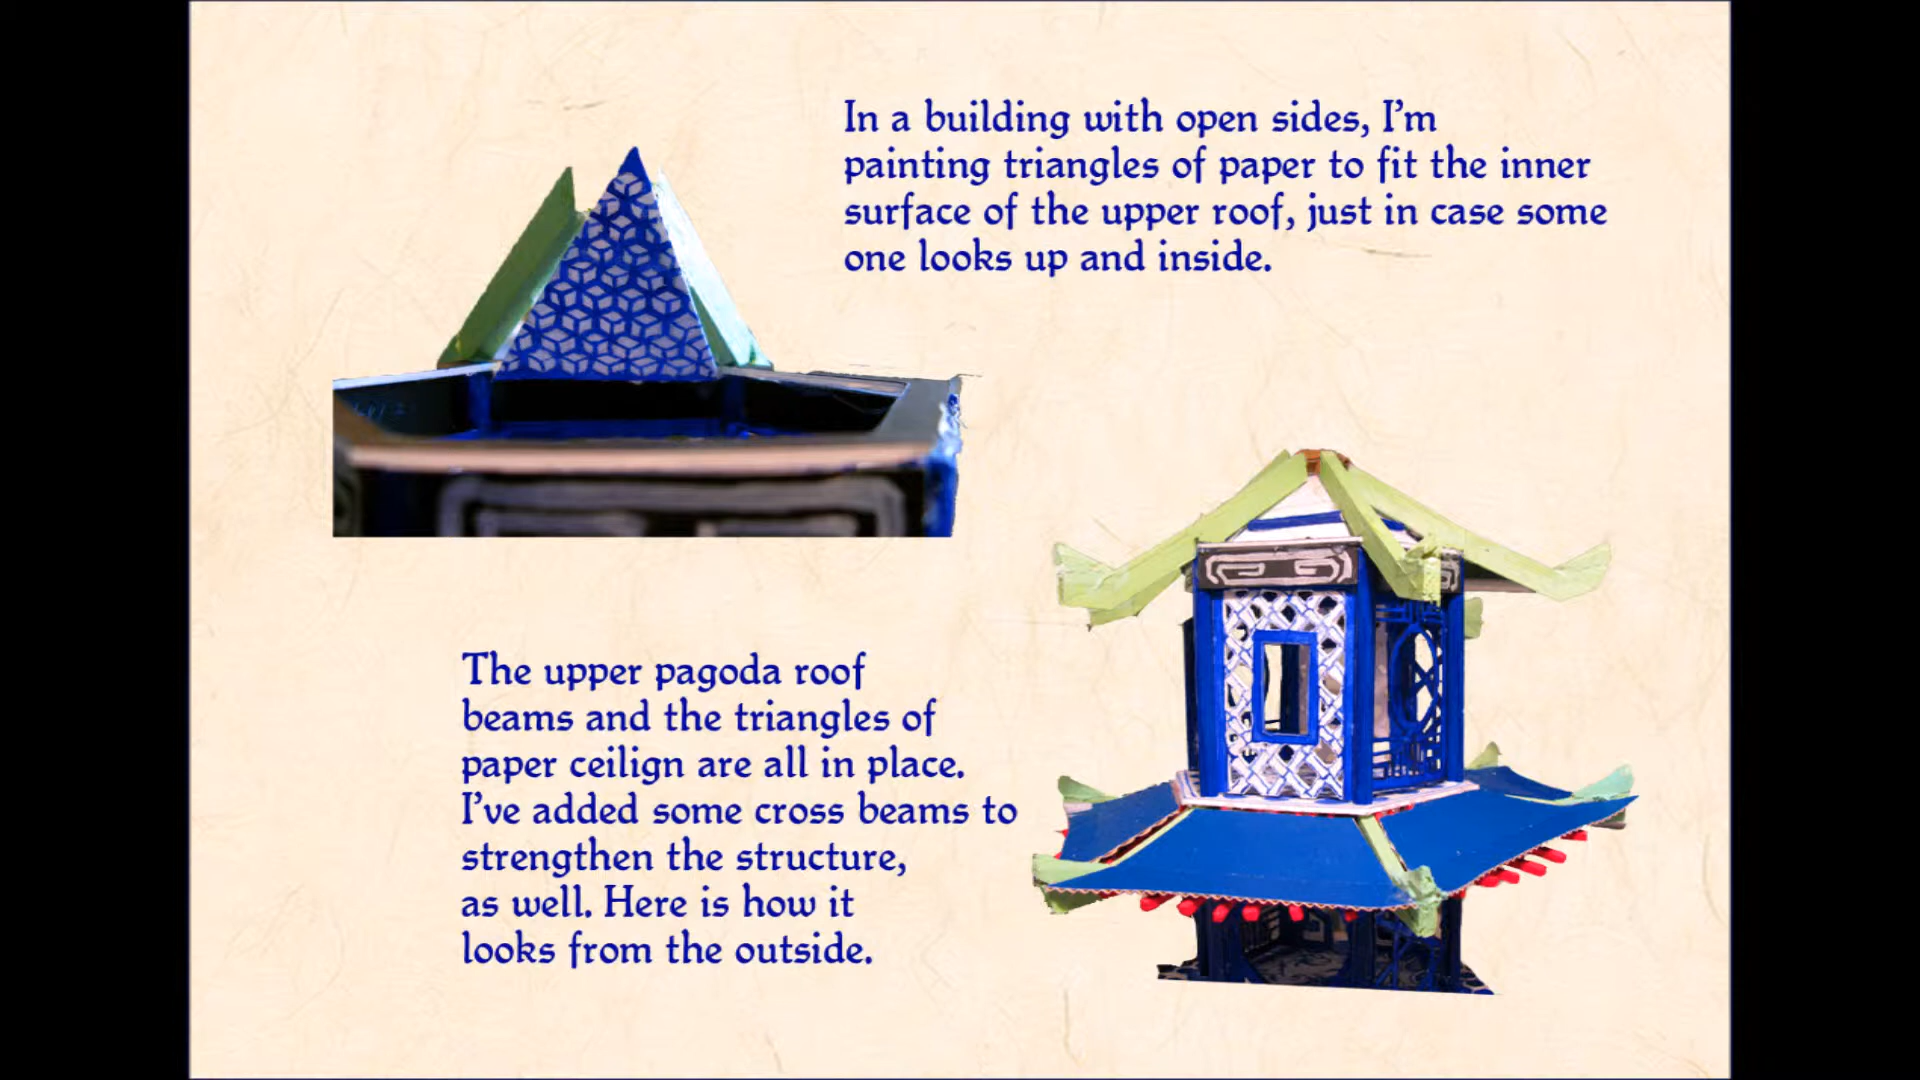 In a building with open sides, I'm
painting triangles of paper to fit the inner
surface of the upper roof, just in case some
one looks up and inside.
The upper pagoda roof
beams and the triangles of
paper ceilign are all in place.
I've added some cross beams to
strengthen the structure,
as well. Here is how it
looks from the outside.